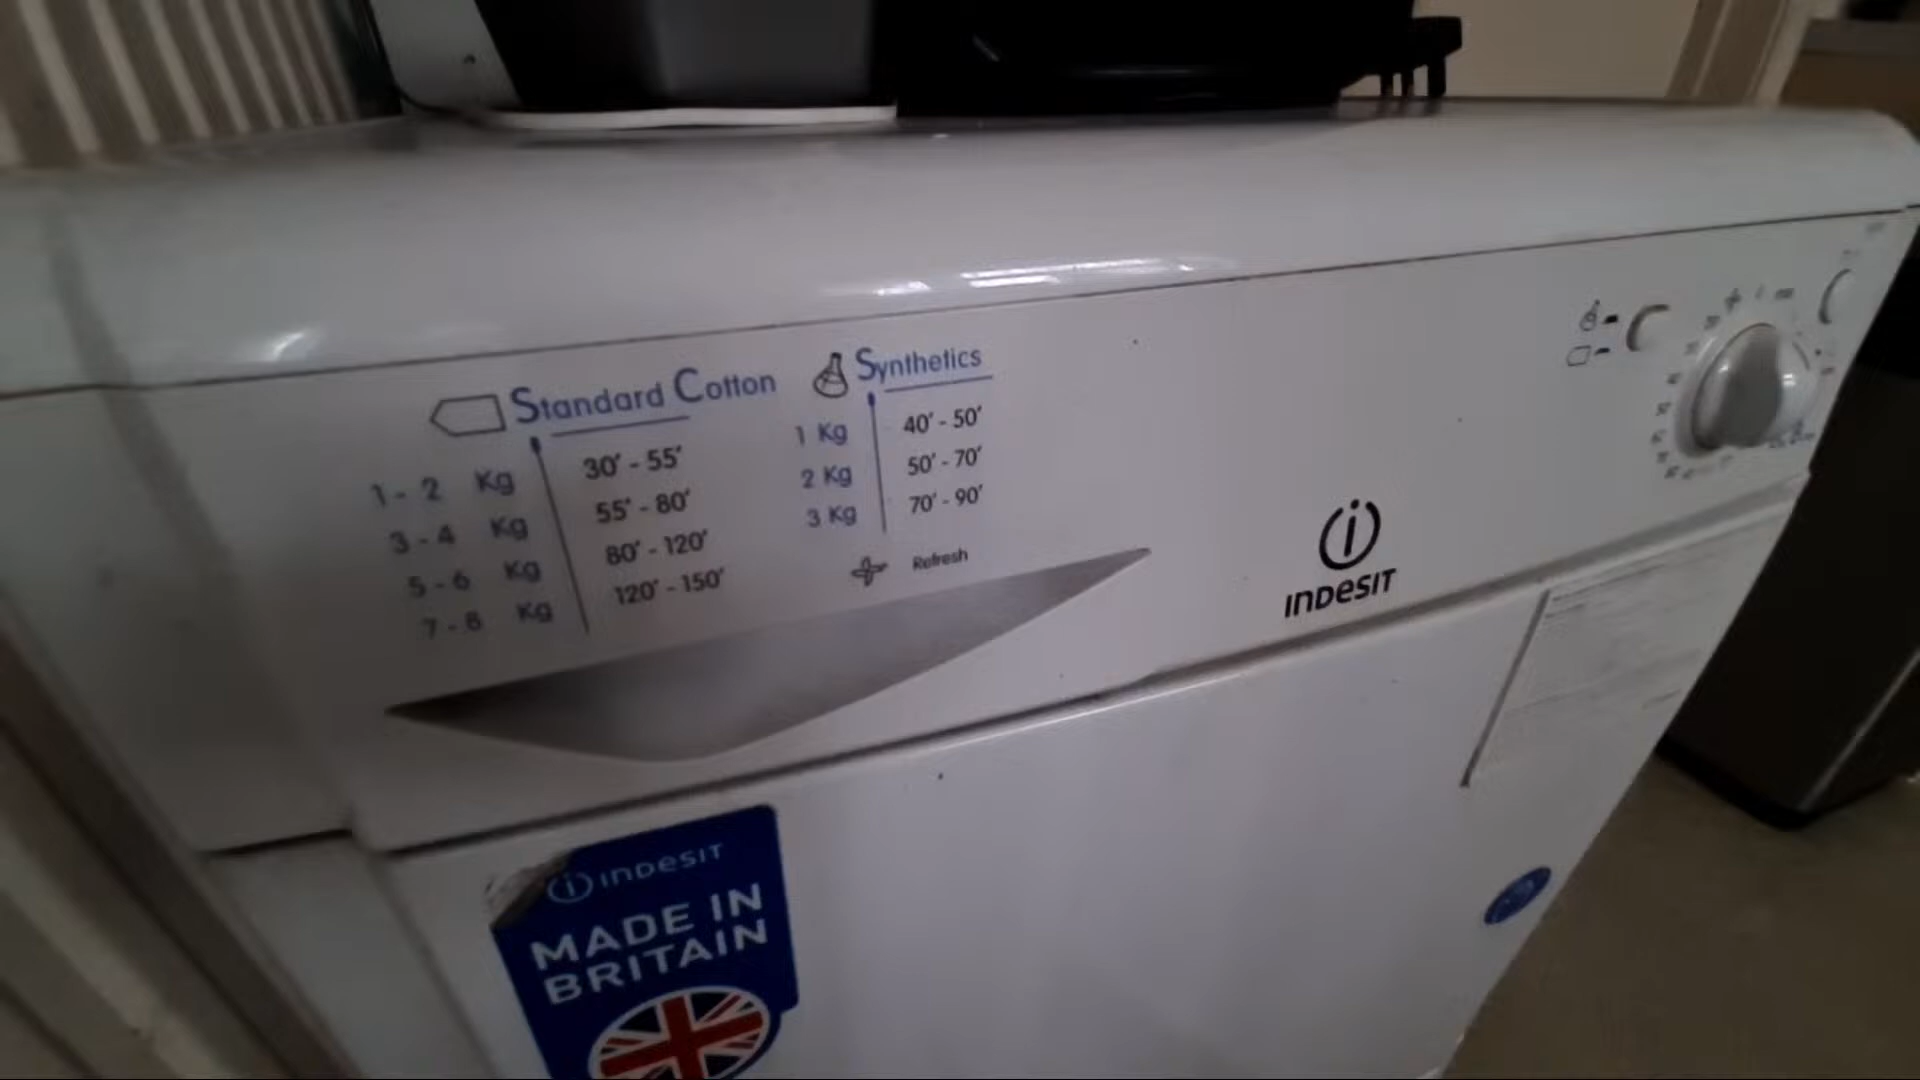 Standard Cotton
1 - 2 Kg 30' - 55'
3 - 4 Kg 55' - 80'
5 - 6 Kg 80' - 120'
7 - 8 Kg 120' - 150'
Synthetics
1 Kg 40' - 50'
2 Kg 50' - 70'
3 Kg 70' - 90'
Refresh
INDESIT
INDESIT
MADE IN
BRITAIN